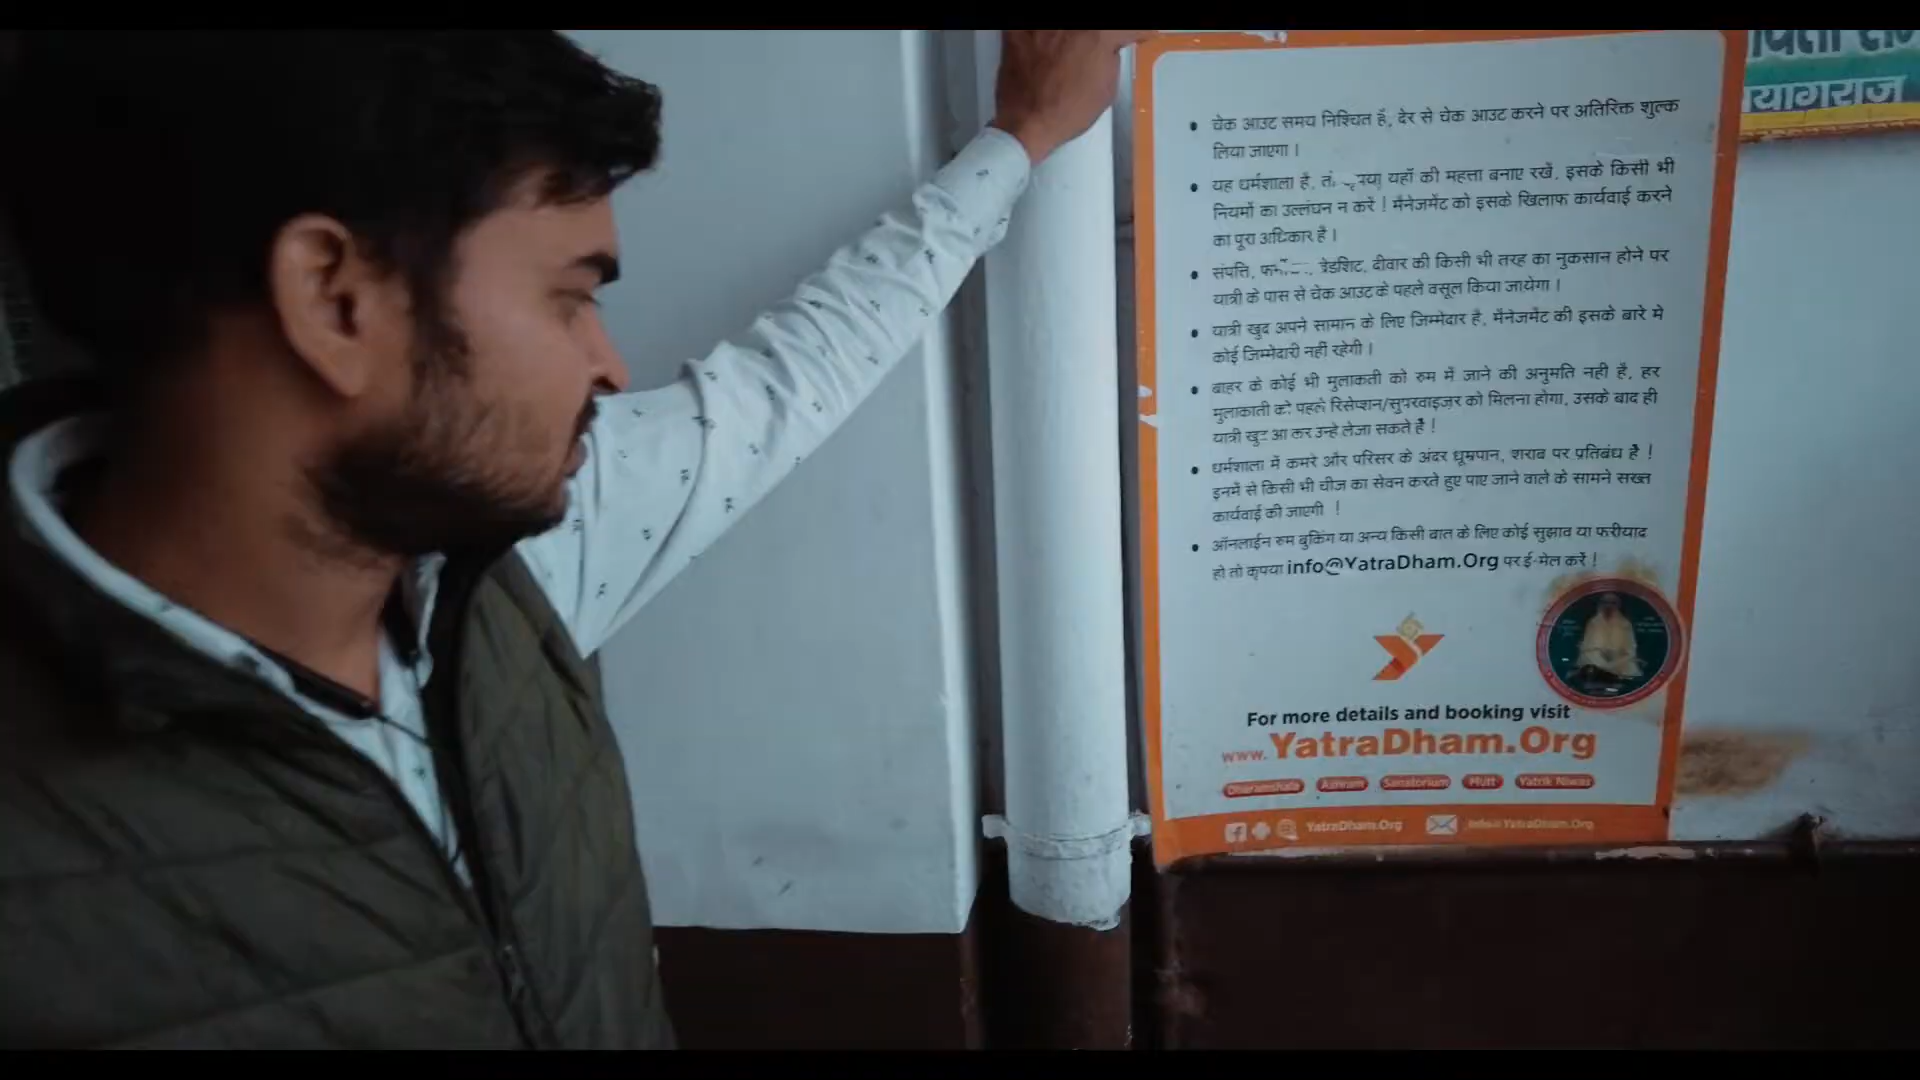 चेक आउट समय निश्चित है, देर से चेक आउट करने पर अतिरिक्त शुल्क
लिया जाएगा ।
यह धर्मशाला है, यहाँ की महत्ता बनाए रखें, इसके किसी भी
नियमों का उल्लंघन न करें ! मैनेजमेंट को इसके खिलाफ कार्यवाई करने
का पूरा अधिकार है ।
संपत्ति, दीवार की किसी भी तरह का नुकसान होने पर
यात्री के पास से चेक आउट के पहले वसूल किया जायेगा ।
यात्री खुद अपने सामान के लिए जिम्मेदार है, मैनेजमेंट की इसके बारे मे
कोई जिम्मेदारी नहीं रहेगी ।
बाहर के कोई भी मुलाकती को रुम में जाने की अनुमति नही है, हर
मुलाकाती को पहले रिसेप्शन/सुपरवाइजर को मिलना होगा, उसके बाद ही
यात्री खुद आ कर उन्हे लेजा सकते है !
धर्मशाला में कमरे और परिसर के अंदर धूम्रपान, शराब पर प्रतिबंध है !
इनमें से किसी भी चीज का सेवन करते हुए पाए जाने वाले के सामने सख्त
कार्यवाई की जाएगी !
ऑनलाईन रुम बुकिंग या अन्य किसी बात के लिए कोई सुझाव या फरीयाद
हो तो कृपया info@YatraDham.Org पर ई-मेल करें !
For more details and booking visit
www.YatraDham.Org
Dharamshala Ashram Sanatorium Mutt Yatrik Niwas
YatraDham.Org info@YatraDham.Org